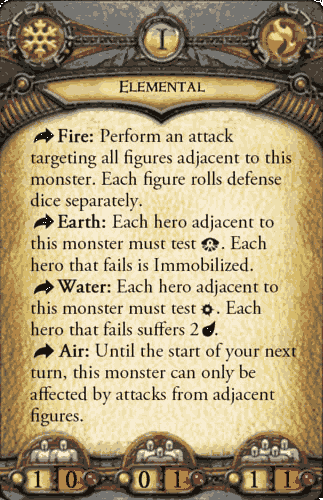 I
ELEMENTAL
Fire: Perform an attack
targeting all figures adjacent to this
monster. Each figure rolls defense
dice separately.
Earth: Each hero adjacent to
this monster must test . Each
hero that fails is Immobilized.
Water: Each hero adjacent to
this monster must test . Each
hero that fails suffers 2 .
Air: Until the start of your next
turn, this monster can only be
affected by attacks from adjacent
figures.
1 0 0 1 1 1